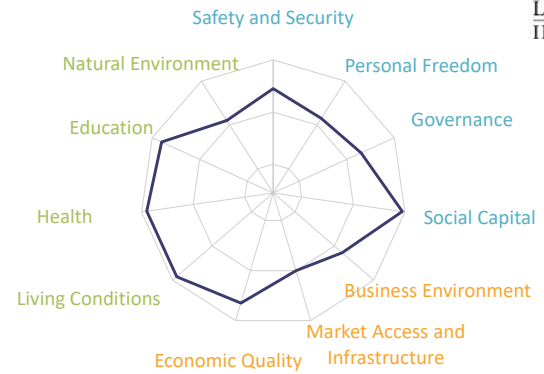 Safety and Security
Natural Environment
Personal Freedom
Education
Governance
Health
Social Capital
Living Conditions
Business Environment
Market Access and
Infrastructure
Economic Quality